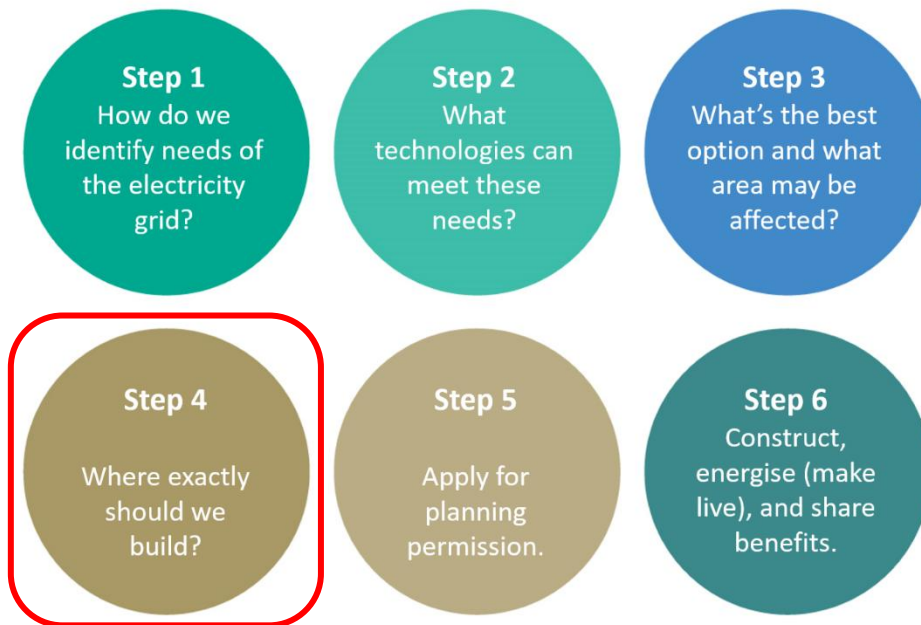 Step 1
How do we
identify needs of
the electricity
grid?
Step 2
What
technologies can
meet these
needs?
Step 3
What’s the best
option and what
area may be
affected?
Step 4
Where exactly
should we
build?
Step 5
Apply for
planning
permission.
Step 6
Construct,
energise (make
live), and share
benefits.